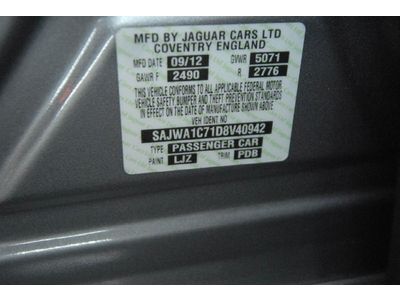 MFD BY JAGUAR CARS LTD
COVENTRY ENGLAND
MFD DATE 09/12 GVWR 5071
GAWR F 2490 R 2776
THIS VEHICLE CONFORMS TO ALL APPLICABLE FEDERAL MOTOR
VEHICLE SAFETY BUMPER AND THEFT PREVENTION STANDARDS
IN EFFECT ON THE DATE OF MANUFACTURE SHOWN ABOVE
VEH IDENT NO
SAJWA1C71D8V40942
TYPE PASSENGER CAR
PAINT LJZ TRIM PDB